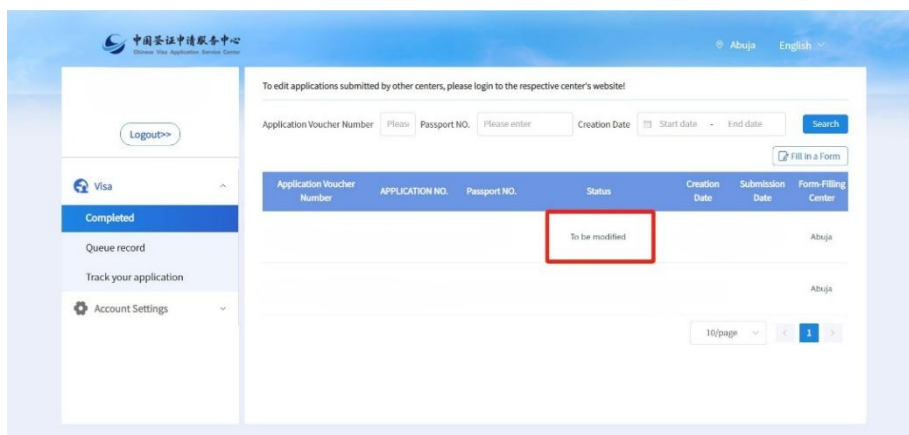 中国签证申请服务中心
Chinese Visa Application Service Center
Abuja English
To edit applications submitted by other centers, please login to the respective center's website!
Logout>>
Application Voucher Number Pleas Passport NO. Please enter Creation Date Start date - End date Search
Fill in a Form
Visa
Completed
Queue record
Track your application
Account Settings
Application Voucher Number APPLICATION NO. Passport NO. Status Creation Date Submission Date Form-Filling Center
To be modified Abuja
Abuja
10/page < 1 >